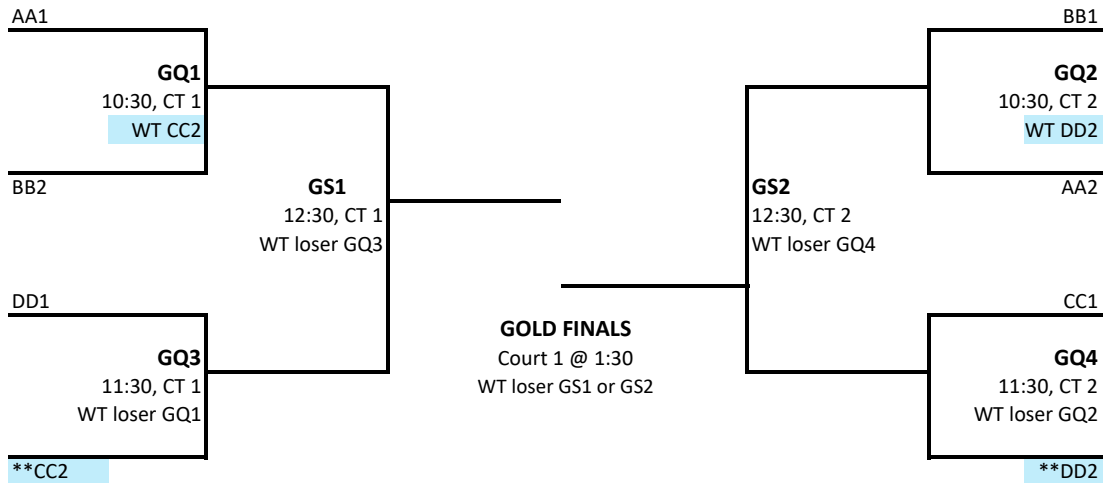 AA1
GQ1
10:30, CT 1
WT CC2
BB2
GS1
12:30, CT 1
WT loser GQ3
DD1
GQ3
11:30, CT 1
WT loser GQ1
**CC2
GOLD FINALS
Court 1 @ 1:30
WT loser GS1 or GS2
BB1
GQ2
10:30, CT 2
WT DD2
AA2
GS2
12:30, CT 2
WT loser GQ4
CC1
GQ4
11:30, CT 2
WT loser GQ2
**DD2